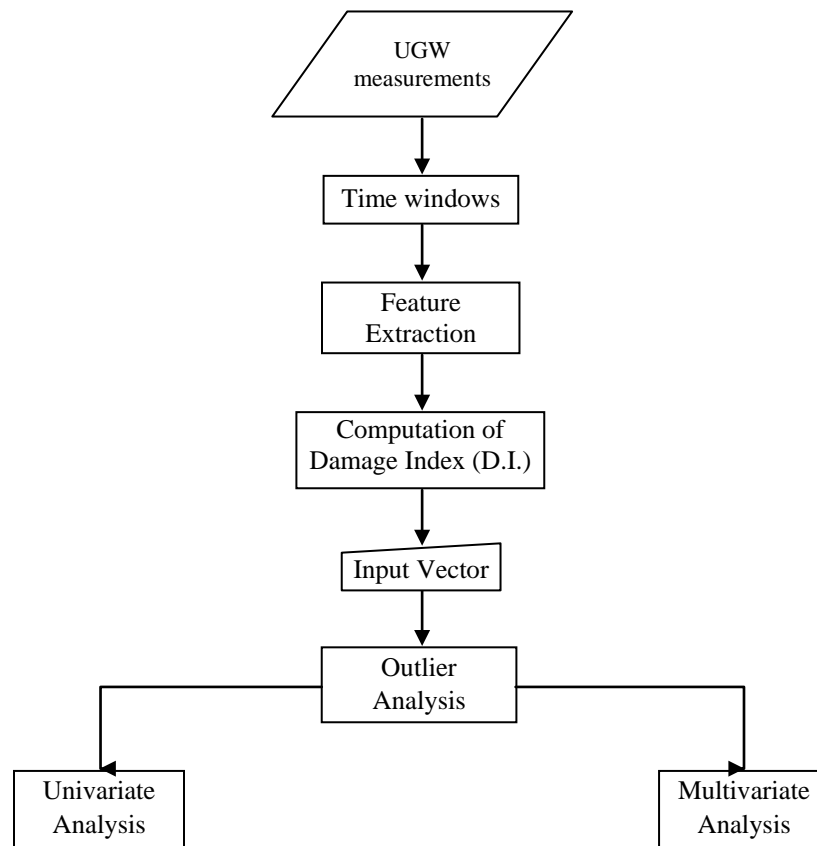 UGW
measurements
Time windows
Feature
Extraction
Computation of
Damage Index (D.I.)
Input Vector
Outlier
Analysis
Univariate
Analysis
Multivariate
Analysis